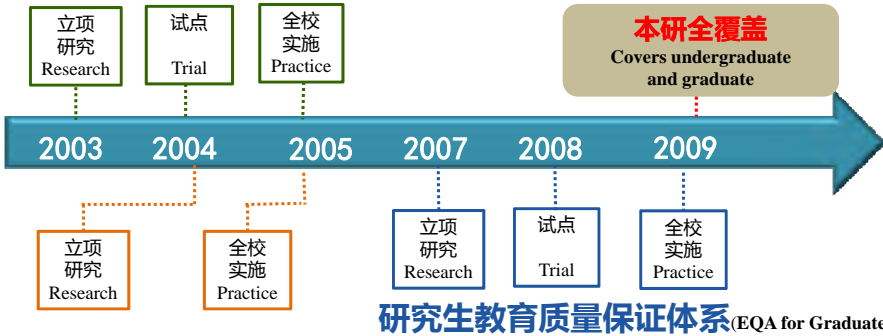 立项
研究
Research
试点
Trial
全校
实施
Practice
本研全覆盖
Covers undergraduate
and graduate
2003
2004
2005
2007
2008
2009
立项
研究
Research
全校
实施
Practice
立项
研究
Research
试点
Trial
全校
实施
Practice
研究生教育质量保证体系(EQA for Graduate